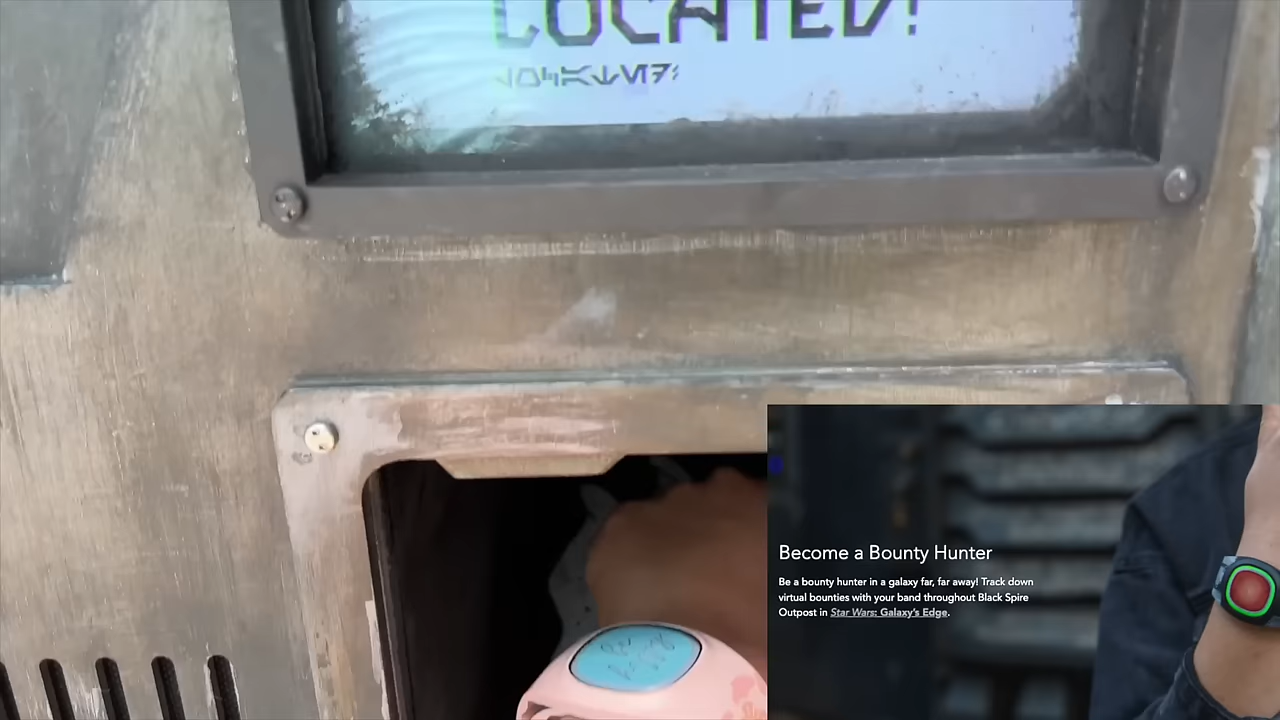 LOCATED!
Become a Bounty Hunter
Be a bounty hunter in a galaxy far, far away! Track down
virtual bounties with your band throughout Black Spire
Outpost in Star Wars: Galaxy's Edge.